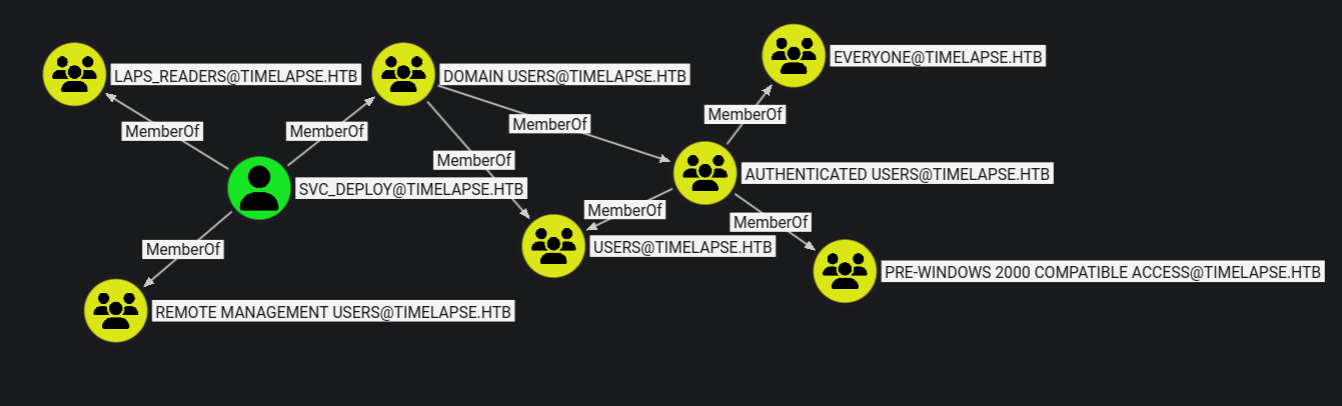 EVERYONE@TIMELAPSE.HTB
LAPS_READERS@TIMELAPSE.HTB
DOMAIN USERS@TIMELAPSE.HTB
MemberOf
MemberOf
MemberOf
MemberOf
MemberOf
AUTHENTICATED USERS@TIMELAPSE.HTB
SVC_DEPLOY@TIMELAPSE.HTB
MemberOf
MemberOf
MemberOf
USERS@TIMELAPSE.HTB
PRE-WINDOWS 2000 COMPATIBLE ACCESS@TIMELAPSE.HTB
REMOTE MANAGEMENT USERS@TIMELAPSE.HTB